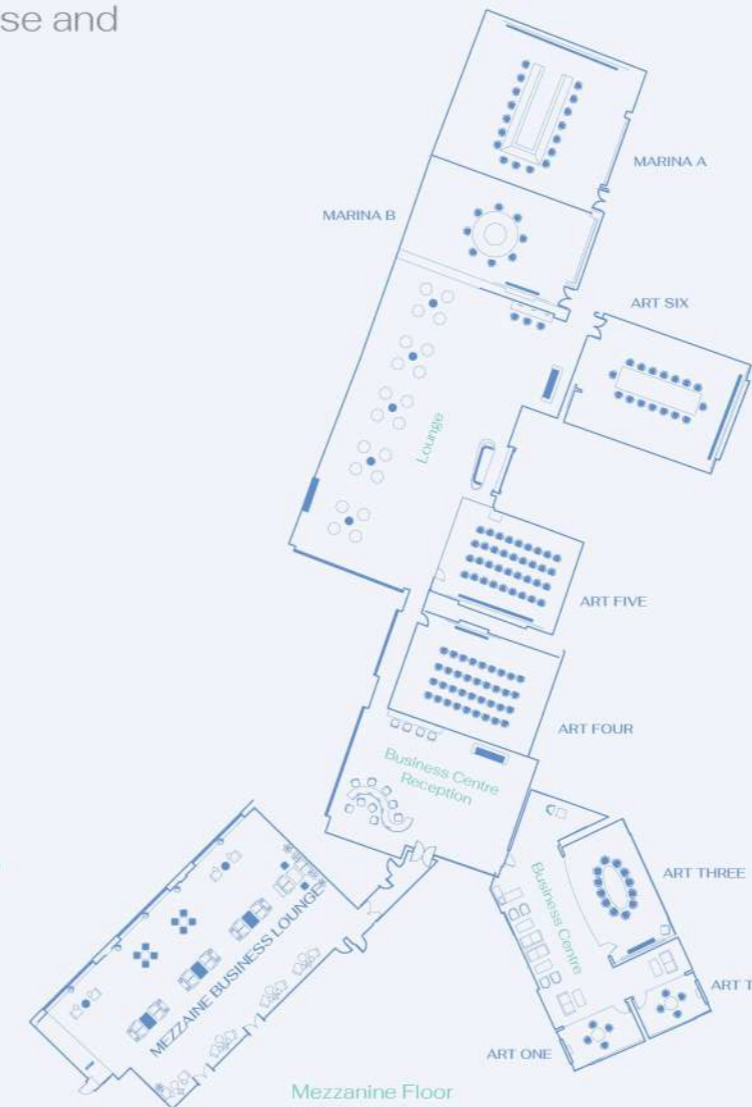 se and
MARINA A
MARINA B
ART SIX
Lounge
ART FIVE
ART FOUR
Business Centre
Reception
ART THREE
Business Centre
MEZZAINE BUSINESS LOUNGE
ART T
ART ONE
Mezzanine Floor